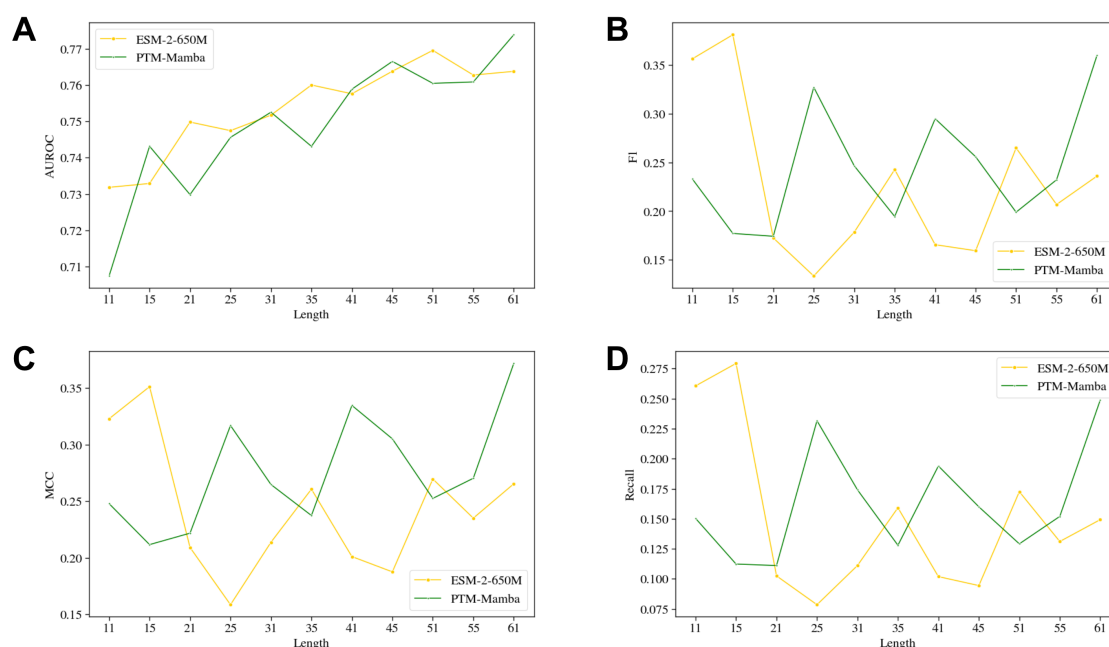 A
ESM-2-650M
PTM-Mamba
AUROC
0.77
0.76
0.75
0.74
0.73
0.72
0.71
11 15 21 25 31 35 41 45 51 55 61
Length
B
F1
0.35
0.30
0.25
0.20
0.15
ESM-2-650M
PTM-Mamba
11 15 21 25 31 35 41 45 51 55 61
Length
C
MCC
0.35
0.30
0.25
0.20
0.15
ESM-2-650M
PTM-Mamba
11 15 21 25 31 35 41 45 51 55 61
Length
D
ESM-2-650M
PTM-Mamba
Recall
0.275
0.250
0.225
0.200
0.175
0.150
0.125
0.100
0.075
11 15 21 25 31 35 41 45 51 55 61
Length